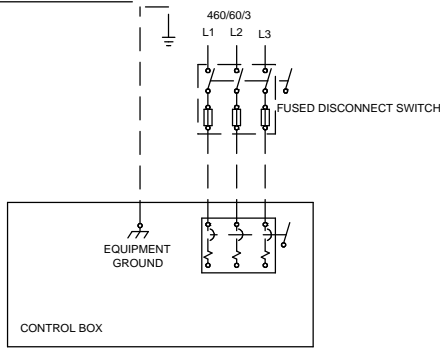 460/60/3
L1 L2 L3
FUSED DISCONNECT SWITCH
EQUIPMENT
GROUND
CONTROL BOX